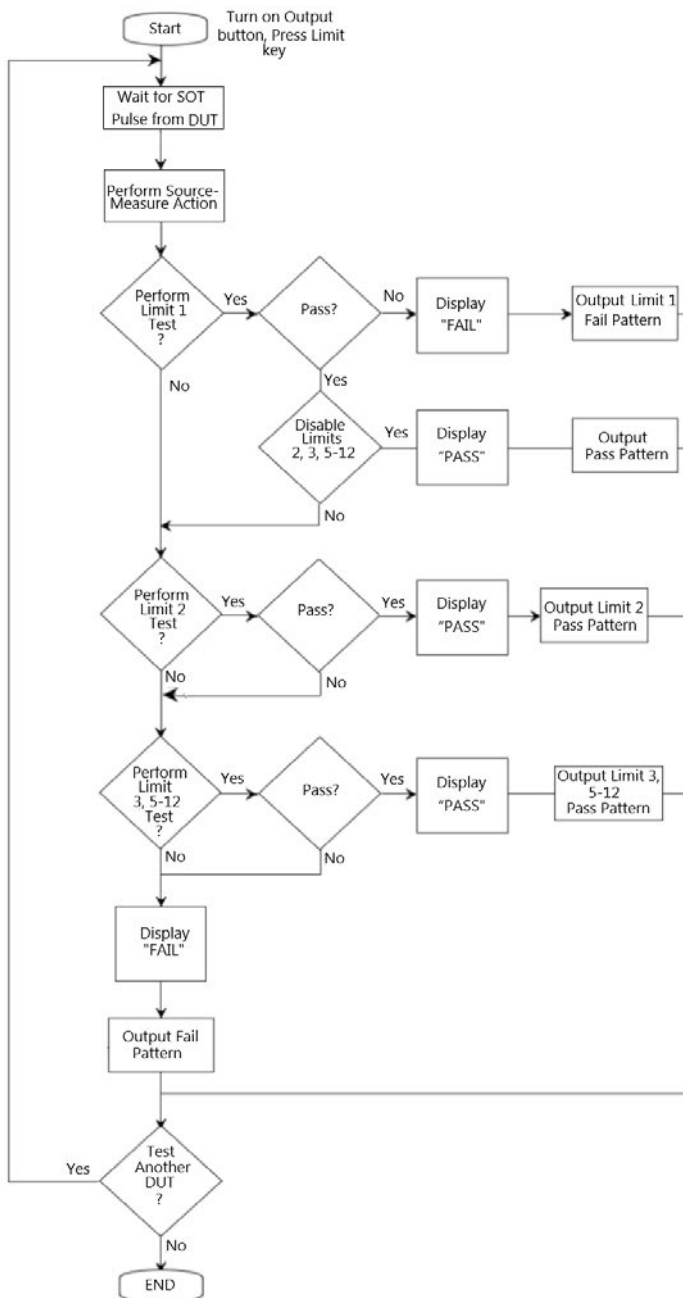 Start
Turn on Output
button, Press Limit
key
Wait for SOT
Pulse from DUT
Perform Source-
Measure Action
Perform
Limit 1
Test
?
Yes
Pass?
No
Display
"FAIL"
Output Limit 1
Fail Pattern
No
Yes
Disable
Limits
2, 3, 5-12
Yes
Display
"PASS"
Output
Pass Pattern
No
Perform
Limit 2
Test
?
Yes
Pass?
Yes
Display
"PASS"
Output Limit 2
Pass Pattern
No
No
Perform
Limit
3, 5-12
Test
?
Yes
Pass?
Yes
Display
"PASS"
Output Limit 3,
5-12
Pass Pattern
No
No
Display
"FAIL"
Output Fail
Pattern
Yes
Test
Another
DUT
?
No
END